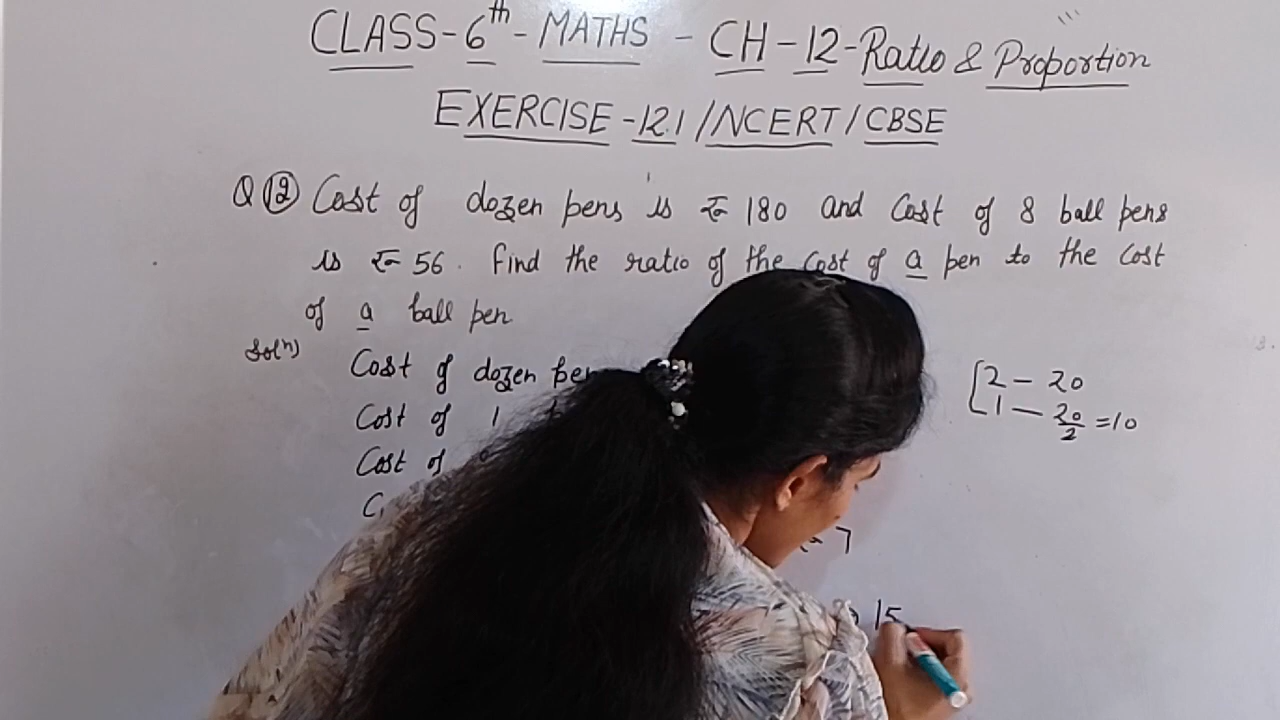 CLASS-6th-MATHS - CH-12-Ratio & Proportion
EXERCISE-12.1/NCERT/CBSE
Q 12 Cost of dozen pens is ₹ 180 and cost of 8 ball pens
is ₹ 56. Find the ratio of the cost of a pen to the cost
of a ball pen
Sol(n)
Cost of dozen pen
Cost of 1
Cost of
C
2 - 20
1 - 20/2 = 10
7
15